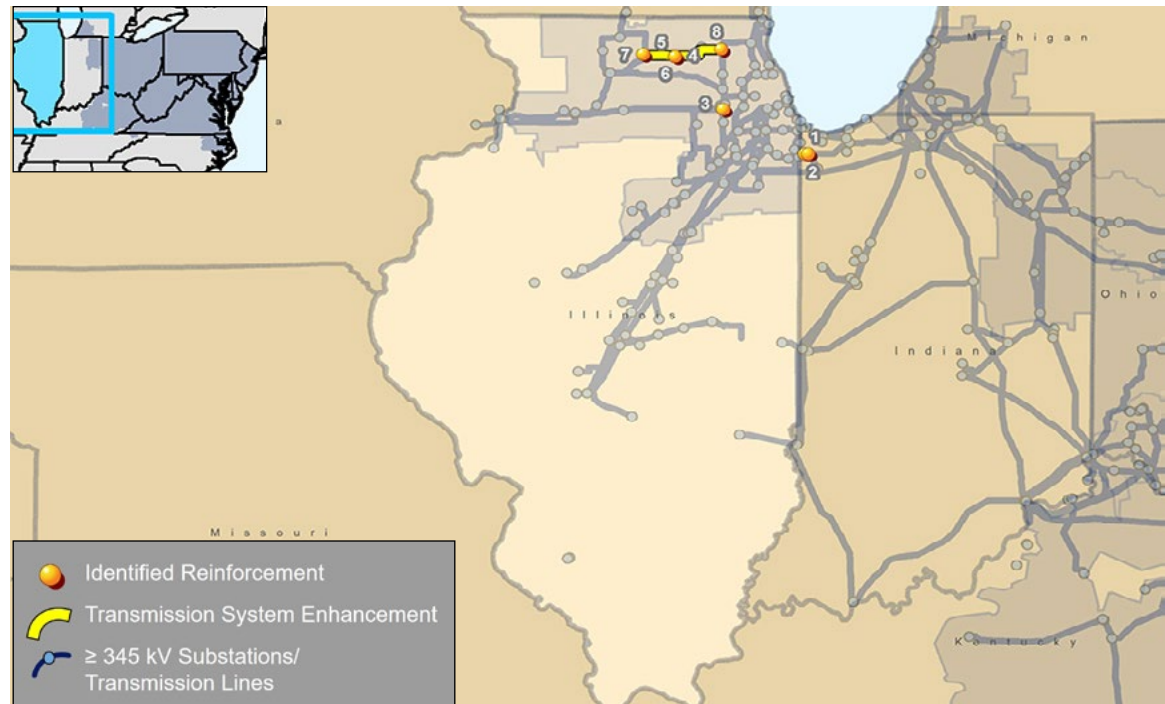 a
Michigan
8
5
7
4
6
3
1
2
Ohio
Illinois
Indiana
Missouri
Kentucky
Identified Reinforcement
Transmission System Enhancement
≥ 345 kV Substations/
Transmission Lines